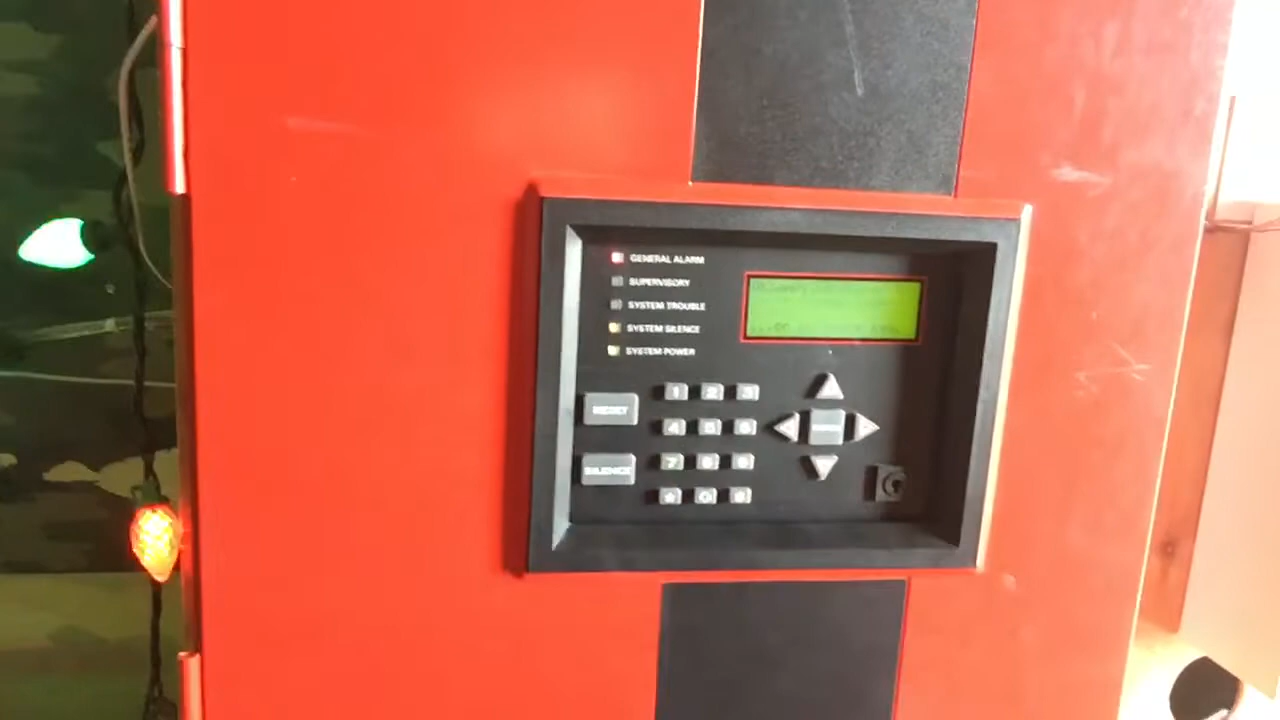 GENERAL ALARM
SUPERVISORY
SYSTEM TROUBLE
SYSTEM SILENCE
SYSTEM POWER
RESET
1 2 3
4 5 6
SILENCE
7 8 9
* 0 #